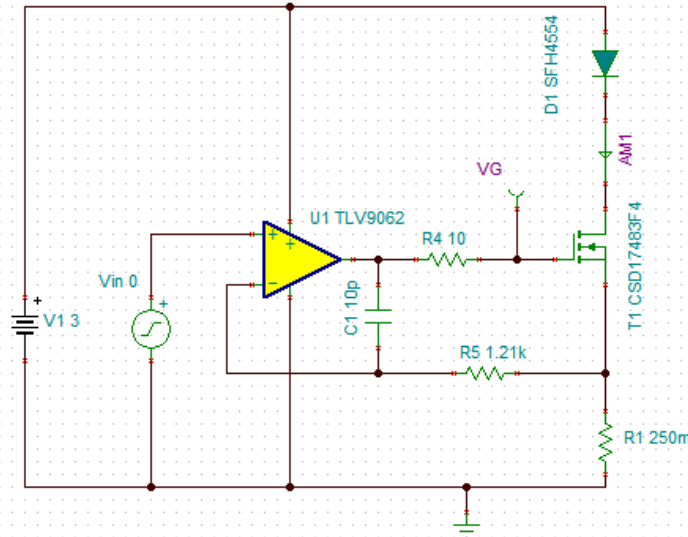 D1 SFH4554
AM1
VG
U1 TLV9062
R4 10
T1 CSD17483F4
Vin 0
+
+
+
-
+
V1 3
C1 10p
R5 1.21k
R1 250m